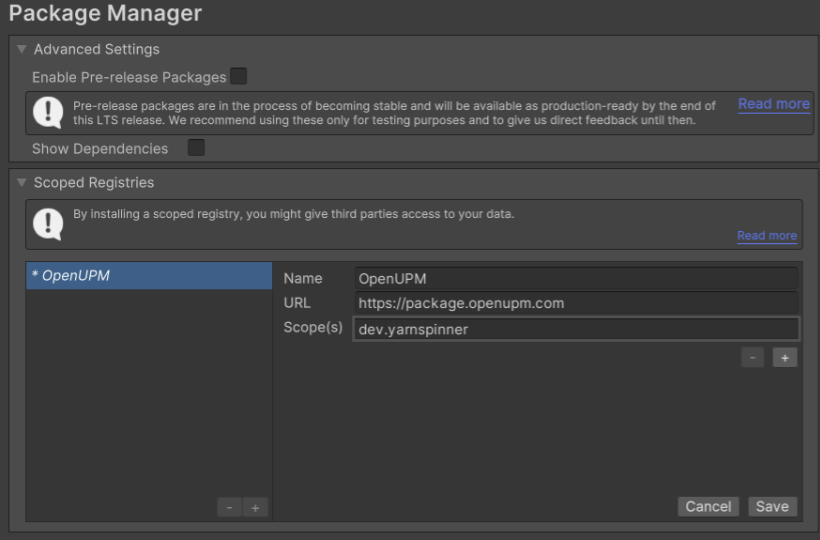 Package Manager
Advanced Settings
Enable Pre-release Packages
Pre-release packages are in the process of becoming stable and will be available as production-ready by the end of
this LTS release. We recommend using these only for testing purposes and to give us direct feedback until then.
Read more
Show Dependencies
Scoped Registries
By installing a scoped registry, you might give third parties access to your data.
Read more
* OpenUPM
Name OpenUPM
URL https://package.openupm.com
Scope(s) dev.yarnspinner
- +
- +
Cancel Save